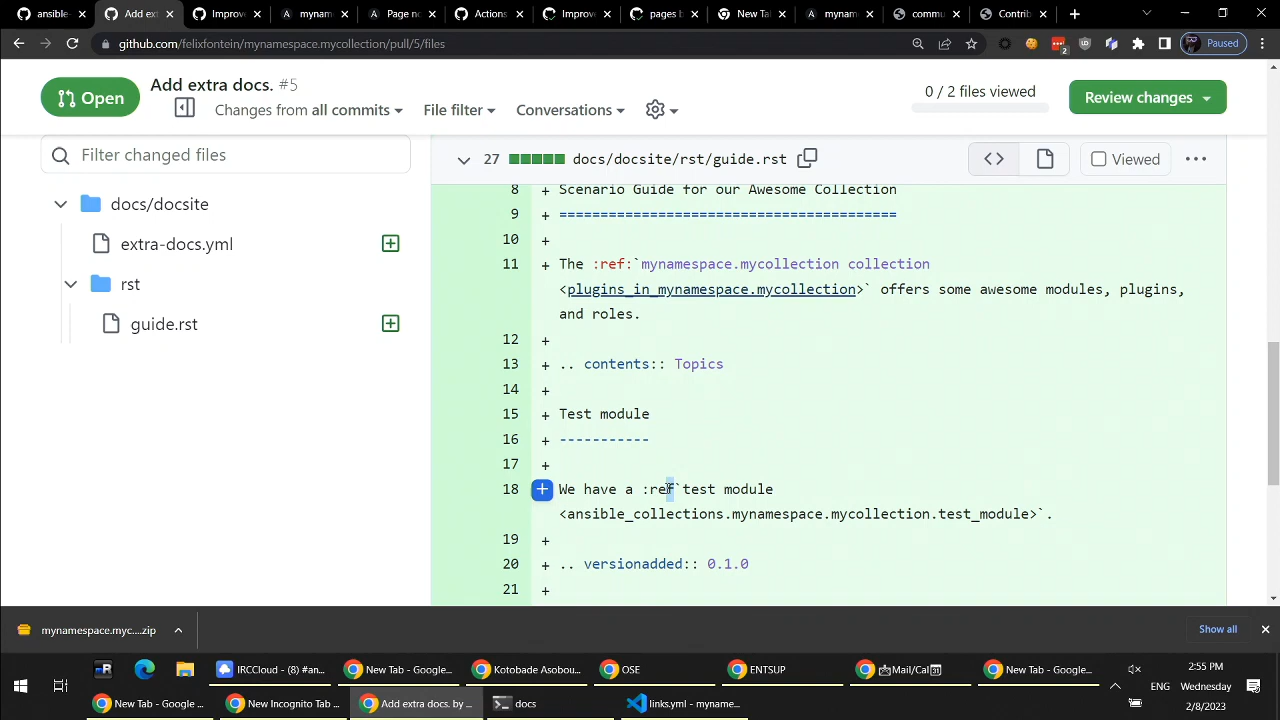 ansible -
Add extra
Improve
mynam
Page no
Actions
Improve
pages b
New Tal
mynam
commu
Contrib
github.com/felixfontein/mynamespace.mycollection/pull/5/files
2
Paused
Open
Add extra docs. #5
Changes from all commits
File filter
Conversations
0 / 2 files viewed
Review changes
Filter changed files
docs/docsite
extra-docs.yml
rst
guide.rst
27
docs/docsite/rst/guide.rst
Viewed
8 + Scenario Guide for our Awesome Collection
9 + =========================================
10 +
11 + The :ref:`mynamespace.mycollection collection
<plugins_in_mynamespace.mycollection>` offers some awesome modules, plugins,
and roles.
12 +
13 + .. contents:: Topics
14 +
15 + Test module
16 + -----------
17 +
18 + We have a :ref`test module
<ansible_collections.mynamespace.mycollection.test_module>`.
19 +
20 + .. versionadded:: 0.1.0
21 +
mynamespace.myc....zip
Show all
IRCCloud - (8) #an...
New Tab - Google...
Kotobade Asobou...
OSE
ENTSUP
Mail/Cal
New Tab - Google...
New Tab - Google ...
New Incognito Tab ...
Add extra docs. by ...
docs
links.yml - myname...
ENG
2:55 PM
Wednesday
2/8/2023